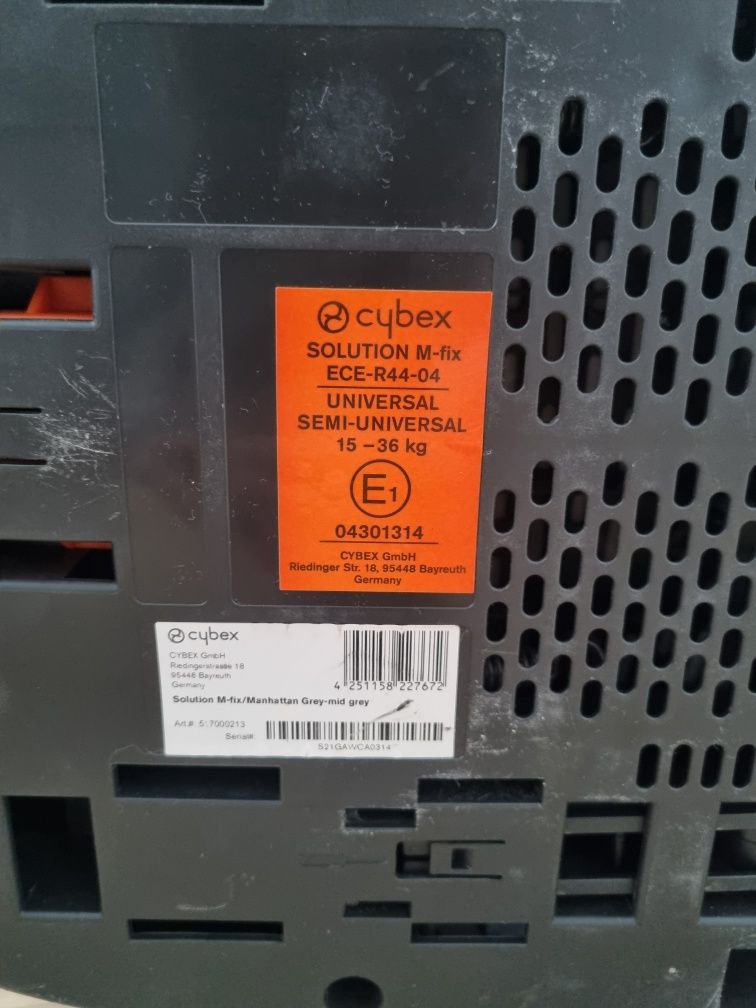 cybex
SOLUTION M-fix
ECE-R44-04
UNIVERSAL
SEMI-UNIVERSAL
15 – 36 kg
E1
04301314
CYBEX GmbH
Riedinger Str. 18, 95448 Bayreuth
Germany
cybex
CYBEX GmbH
Riedingerstrasse 18
95448 Bayreuth
Germany
4 251158 227672
Solution M-fix/Manhattan Grey-mid grey
Art.#: 517000213
Serial#:
S21GAWCA0314